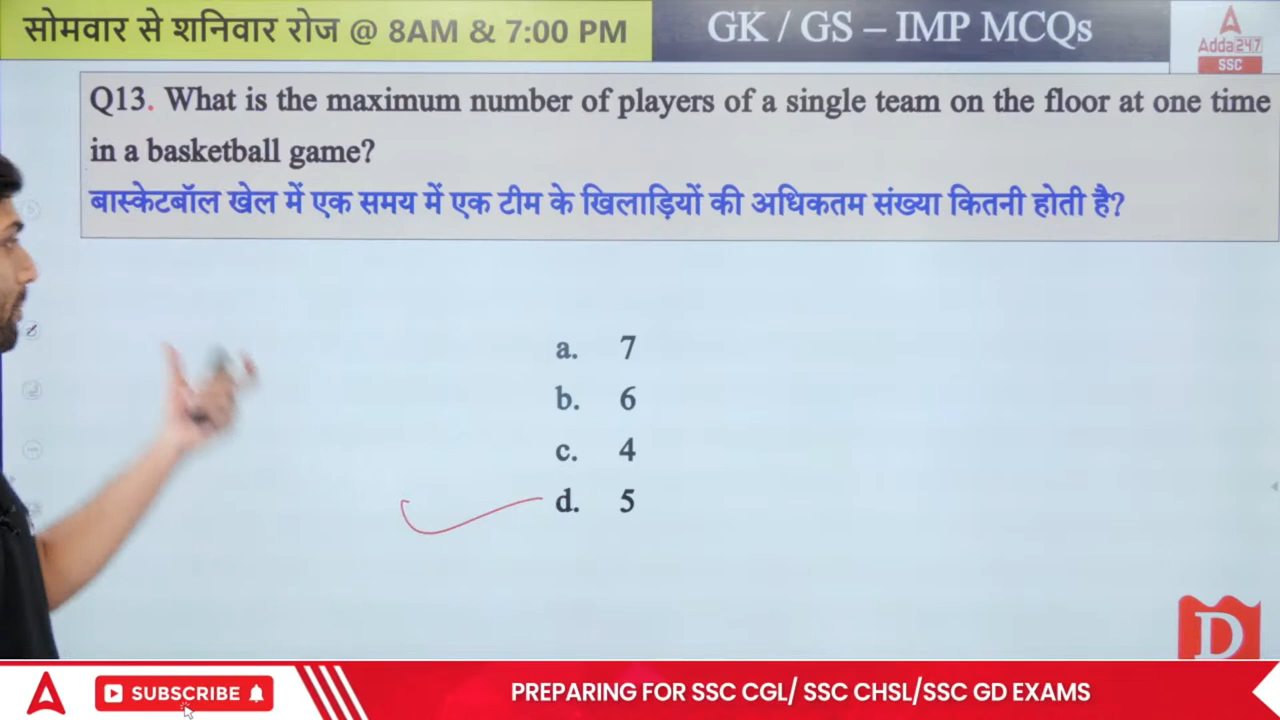 सोमवार से शनिवार रोज @ 8AM & 7:00 PM
GK / GS – IMP MCQs
Adda247
SSC
Q13. What is the maximum number of players of a single team on the floor at one time
in a basketball game?
बास्केटबॉल खेल में एक समय में एक टीम के खिलाड़ियों की अधिकतम संख्या कितनी होती है?
a. 7
b. 6
c. 4
d. 5
D
SUBSCRIBE
PREPARING FOR SSC CGL/ SSC CHSL/SSC GD EXAMS